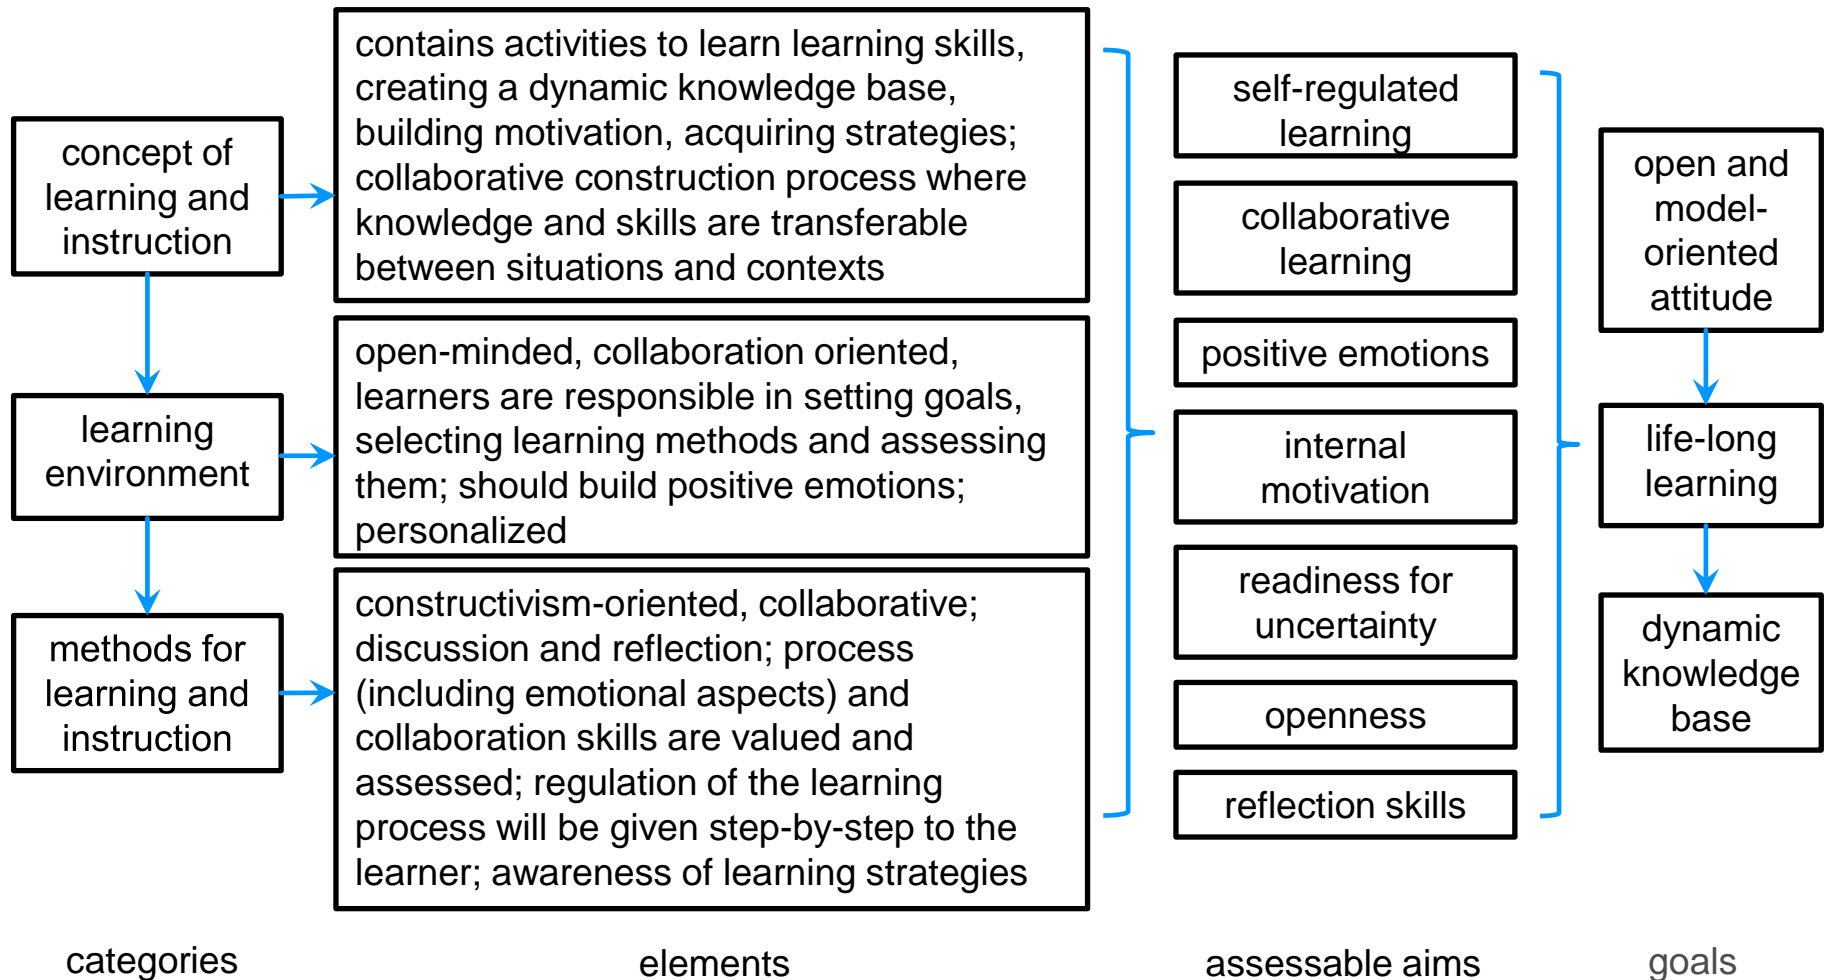 concept of
learning and
instruction
learning
environment
methods for
learning and
instruction
categories
contains activities to learn learning skills,
creating a dynamic knowledge base,
building motivation, acquiring strategies;
collaborative construction process where
knowledge and skills are transferable
between situations and contexts
open-minded, collaboration oriented,
learners are responsible in setting goals,
selecting learning methods and assessing
them; should build positive emotions;
personalized
constructivism-oriented, collaborative;
discussion and reflection; process
(including emotional aspects) and
collaboration skills are valued and
assessed; regulation of the learning
process will be given step-by-step to the
learner; awareness of learning strategies
elements
self-regulated
learning
collaborative
learning
positive emotions
internal
motivation
readiness for
uncertainty
openness
reflection skills
assessable aims
open and
model-
oriented
attitude
life-long
learning
dynamic
knowledge
base
goals